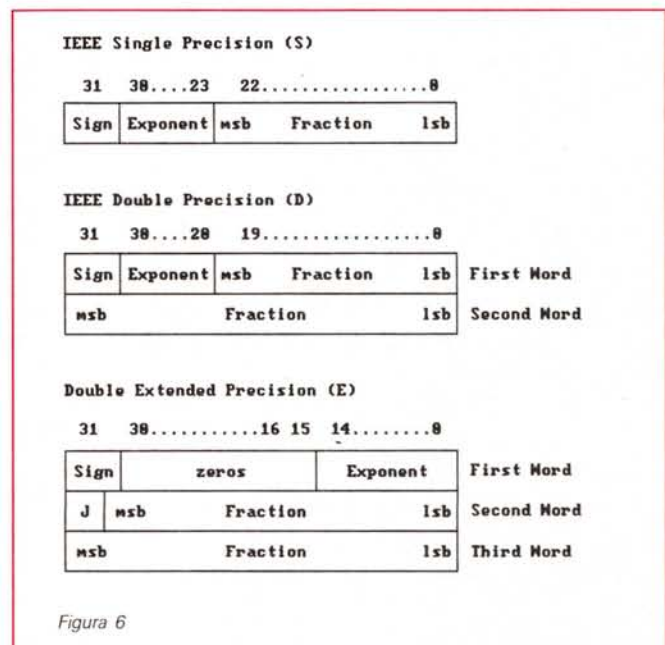 IEEE Single Precision (S)
31 30....23 22.................0
Sign Exponent msb Fraction lsb
IEEE Double Precision (D)
31 30....20 19.................0
Sign Exponent msb Fraction lsb First Word
msb Fraction lsb Second Word
Double Extended Precision (E)
31 30...........16 15 14........0
Sign zeros Exponent First Word
J msb Fraction lsb Second Word
msb Fraction lsb Third Word
Figura 6